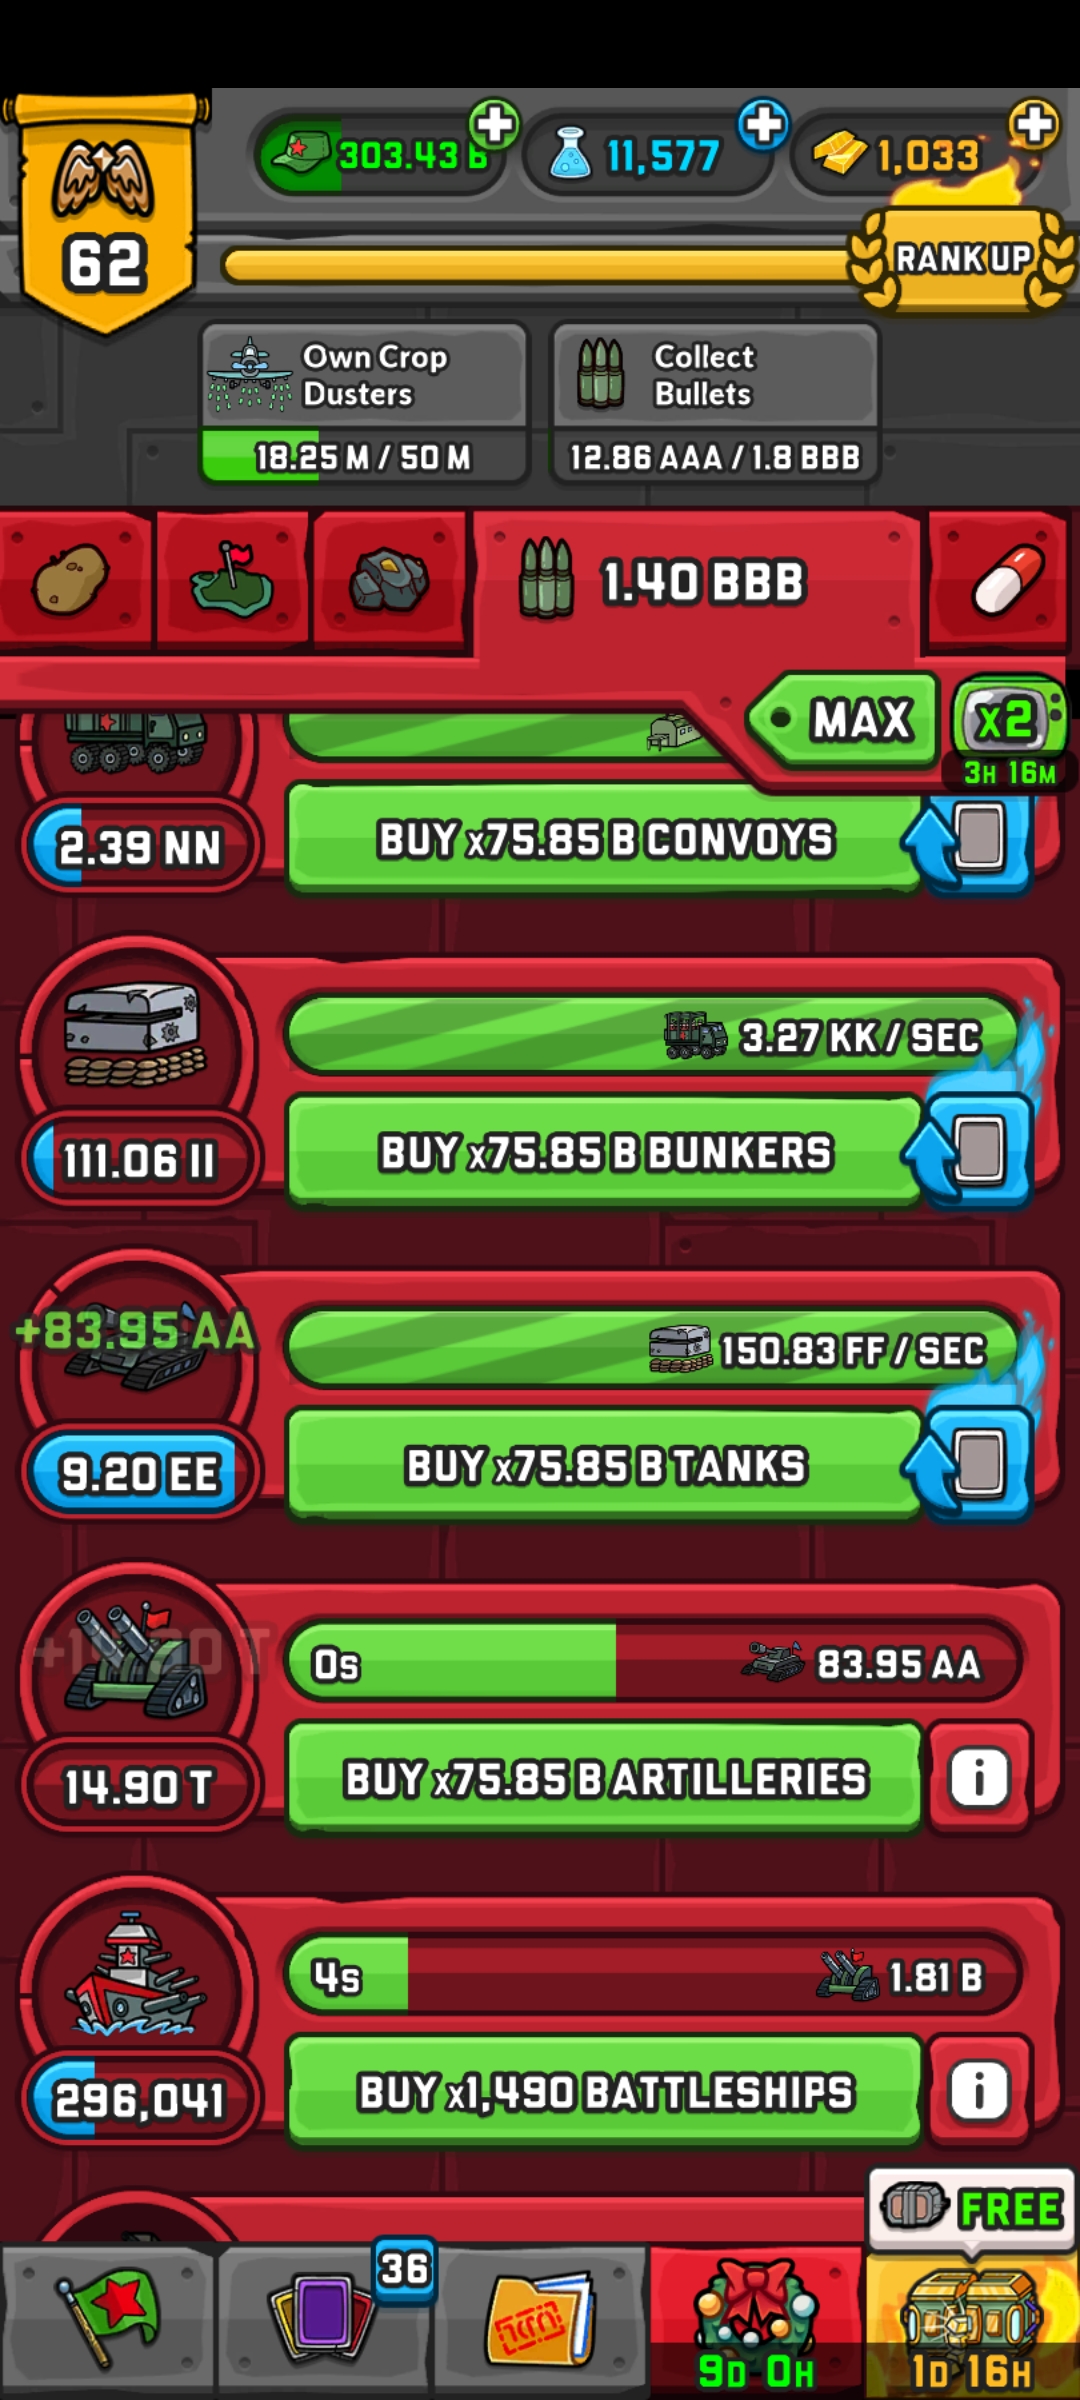 303.43 B
11,577
1,033
62
RANK UP
Own Crop
Dusters
18.25 M / 50 M
Collect
Bullets
12.86 AAA / 1.8 BBB
1.40 BBB
MAX
x2
3H 16M
2.39 NN
BUY x75.85 B CONVOYS
3.27 KK / SEC
111.06 II
BUY x75.85 B BUNKERS
+83.95 AA
150.83 FF / SEC
9.20 EE
BUY x75.85 B TANKS
0s
83.95 AA
14.90 T
BUY x75.85 B ARTILLERIES
4s
1.81 B
296,041
BUY x1,490 BATTLESHIPS
FREE
36
9D 0H
1D 16H